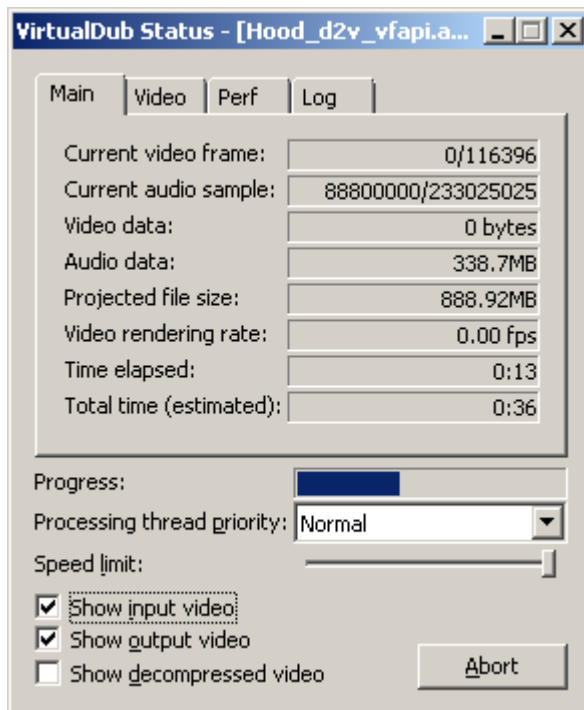 VirtualDub Status - [Hood_d2v_vfapi.a...
Main Video Perf Log
Current video frame: 0/116396
Current audio sample: 88800000/233025025
Video data: 0 bytes
Audio data: 338.7MB
Projected file size: 888.92MB
Video rendering rate: 0.00 fps
Time elapsed: 0:13
Total time (estimated): 0:36
Progress:
Processing thread priority: Normal
Speed limit:
Show input video
Show output video
Show decompressed video
Abort